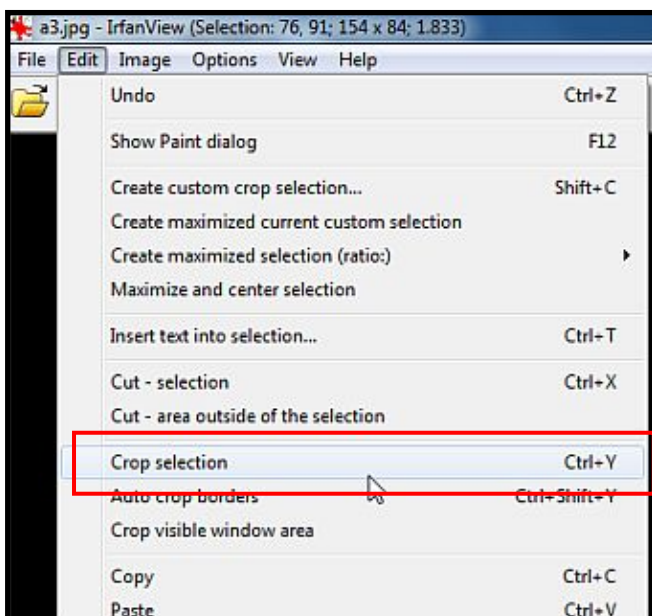 a3.jpg - IrfanView (Selection: 76, 91; 154 x 84; 1.833)
File Edit Image Options View Help
Undo Ctrl+Z
Show Paint dialog F12
Create custom crop selection... Shift+C
Create maximized current custom selection
Create maximized selection (ratio:)
Maximize and center selection
Insert text into selection... Ctrl+T
Cut - selection Ctrl+X
Cut - area outside of the selection
Crop selection Ctrl+Y
Auto crop borders Ctrl+Shift+Y
Crop visible window area
Copy Ctrl+C
Paste Ctrl+V